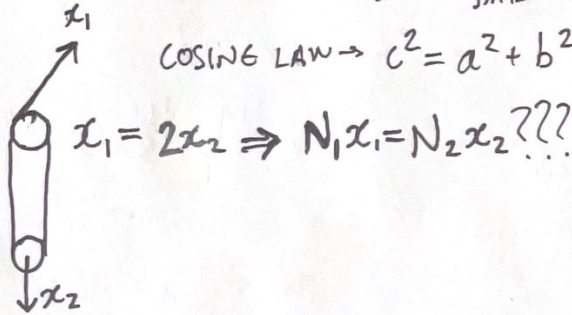 x₁
COSINE LAW → c² = a² + b²
x₁ = 2x₂ ⇒ N₁x₁ = N₂x₂ ???
x₂